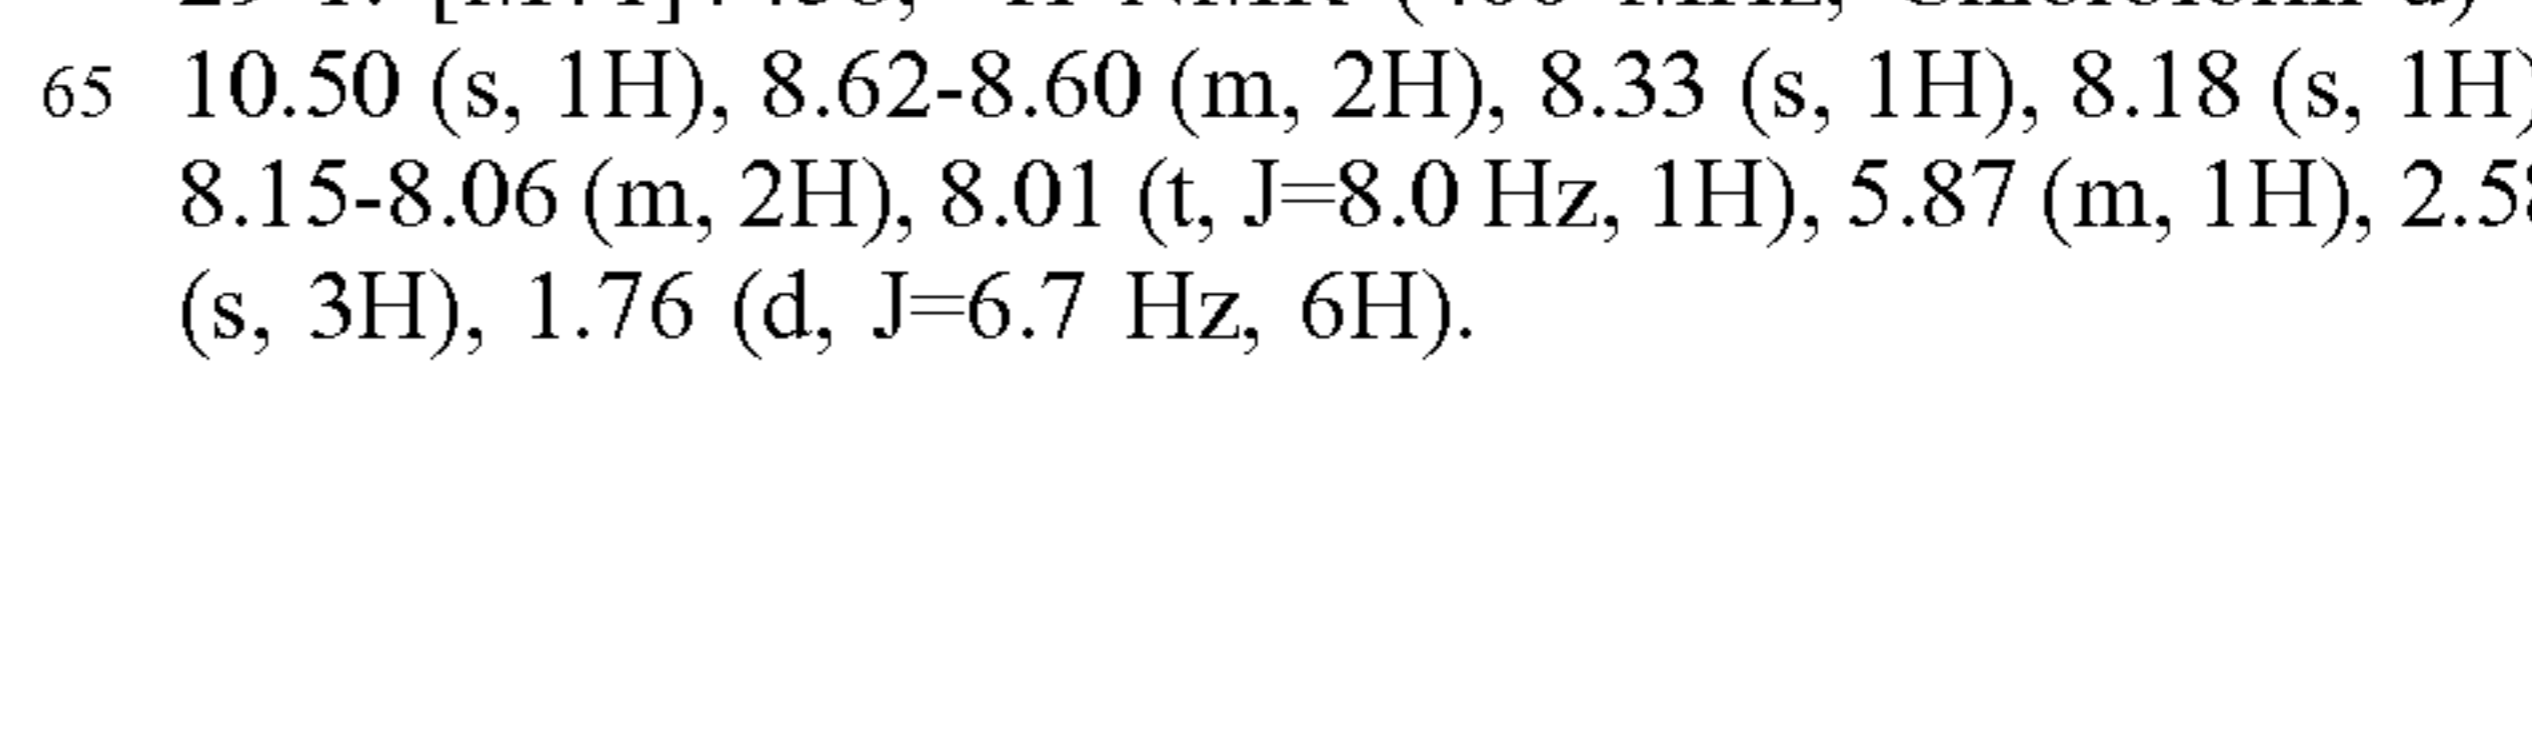 65 10.50 (s, 1H), 8.62-8.60 (m, 2H), 8.33 (s, 1H), 8.18 (s, 1H)
8.15-8.06 (m, 2H), 8.01 (t, J=8.0 Hz, 1H), 5.87 (m, 1H), 2.58
(s, 3H), 1.76 (d, J=6.7 Hz, 6H).